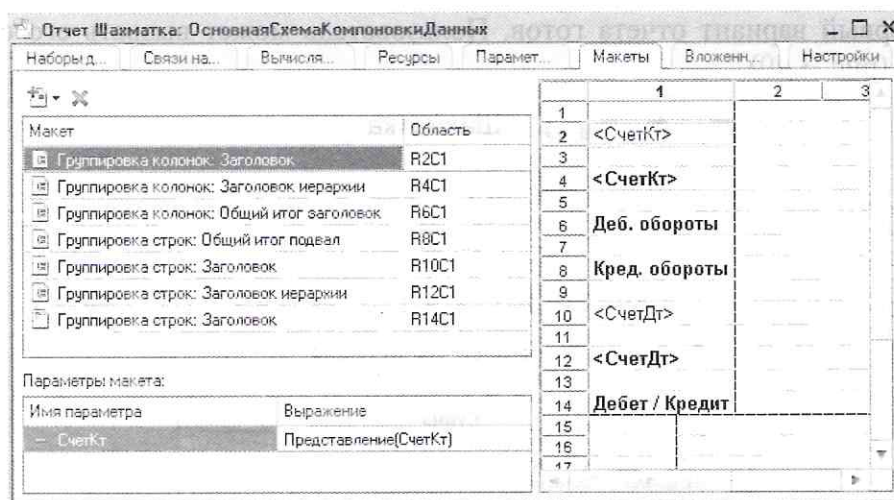 Отчет Шахматка: ОсновнаяСхемаКомпоновкиДанных
Наборы д... Связи на... Вычисля... Ресурсы Парамет... Макеты Вложенн... Настройки
Макет Область
Группировка колонок: Заголовок R2C1
Группировка колонок: Заголовок иерархии R4C1
Группировка колонок: Общий итог заголовок R6C1
Группировка строк: Общий итог подвал R8C1
Группировка строк: Заголовок R10C1
Группировка строк: Заголовок иерархии R12C1
Группировка строк: Заголовок R14C1
Параметры макета:
Имя параметра Выражение
СчетКт Представление(СчетКт)
1 2 3
1
2 <СчетКт>
3
4 <СчетКт>
5
6 Деб. обороты
7
8 Кред. обороты
9
10 <СчетДт>
11
12 <СчетДт>
13
14 Дебет / Кредит
15
16
17